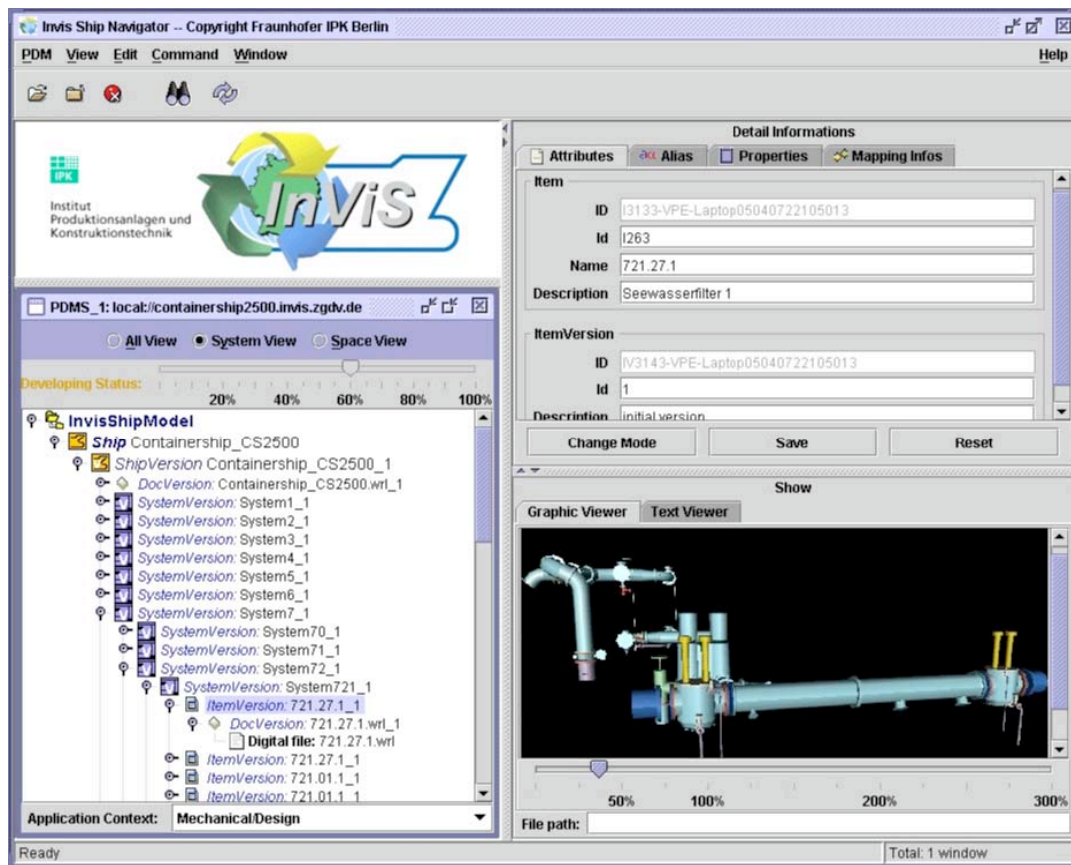 Invis Ship Navigator -- Copyright Fraunhofer IPK Berlin
PDM View Edit Command Window Help
IPK
Institut
Produktionsanlagen und
Konstruktionstechnik
InViS
PDMS_1: local://containership2500.invis.zgdv.de
All View System View Space View
Developing Status:
20% 40% 60% 80% 100%
InvisShipModel
Ship Containership_CS2500
ShipVersion Containership_CS2500_1
DocVersion: Containership_CS2500.wrl_1
SystemVersion: System1_1
SystemVersion: System2_1
SystemVersion: System3_1
SystemVersion: System4_1
SystemVersion: System5_1
SystemVersion: System6_1
SystemVersion: System7_1
SystemVersion: System70_1
SystemVersion: System71_1
SystemVersion: System72_1
SystemVersion: System721_1
ItemVersion: 721.27.1_1
DocVersion: 721.27.1.wrl_1
Digital file: 721.27.1.wrl
ItemVersion: 721.27.1_1
ItemVersion: 721.01.1_1
ItemVersion: 721.01.1_1
Application Context: Mechanical/Design
Detail Informations
Attributes Alias Properties Mapping Infos
Item
ID I3133-VPE-Laptop05040722105013
Id I263
Name 721.27.1
Description Seewasserfilter 1
ItemVersion
ID IV3143-VPE-Laptop05040722105013
Id 1
Description initial version
Change Mode Save Reset
Show
Graphic Viewer Text Viewer
50% 100% 200% 300%
File path:
Ready Total: 1 window